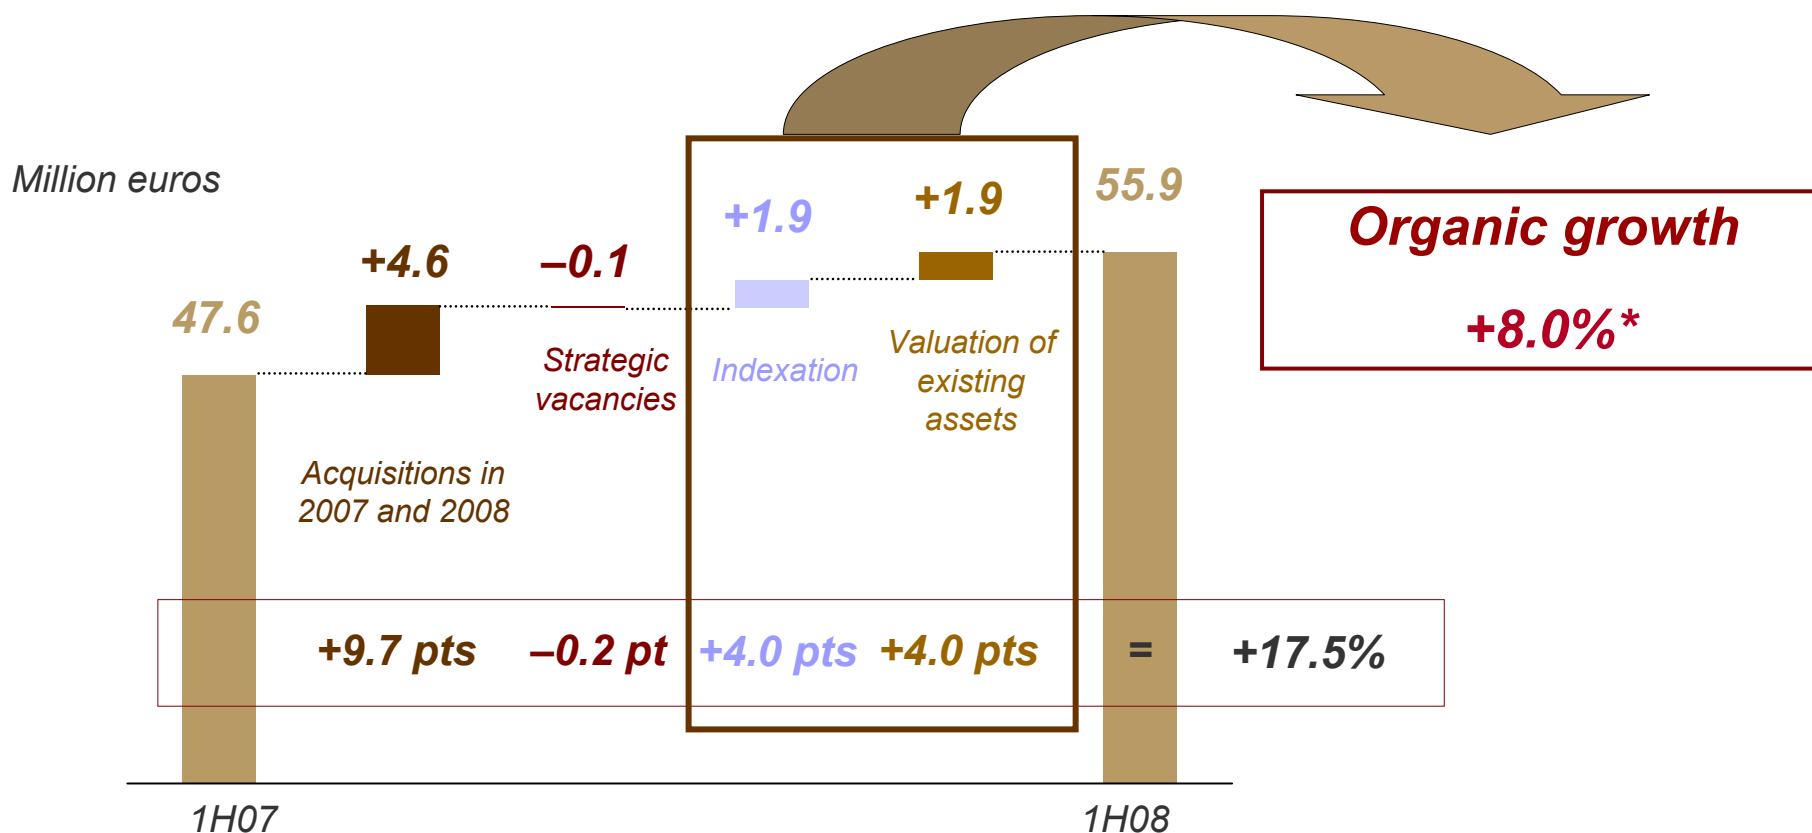 Million euros
47.6
+4.6
–0.1
+1.9
+1.9
55.9
Organic growth
+8.0%*
Acquisitions in
2007 and 2008
Strategic
vacancies
Indexation
Valuation of
existing
assets
+9.7 pts
–0.2 pt
+4.0 pts
+4.0 pts
=
+17.5%
1H07
1H08